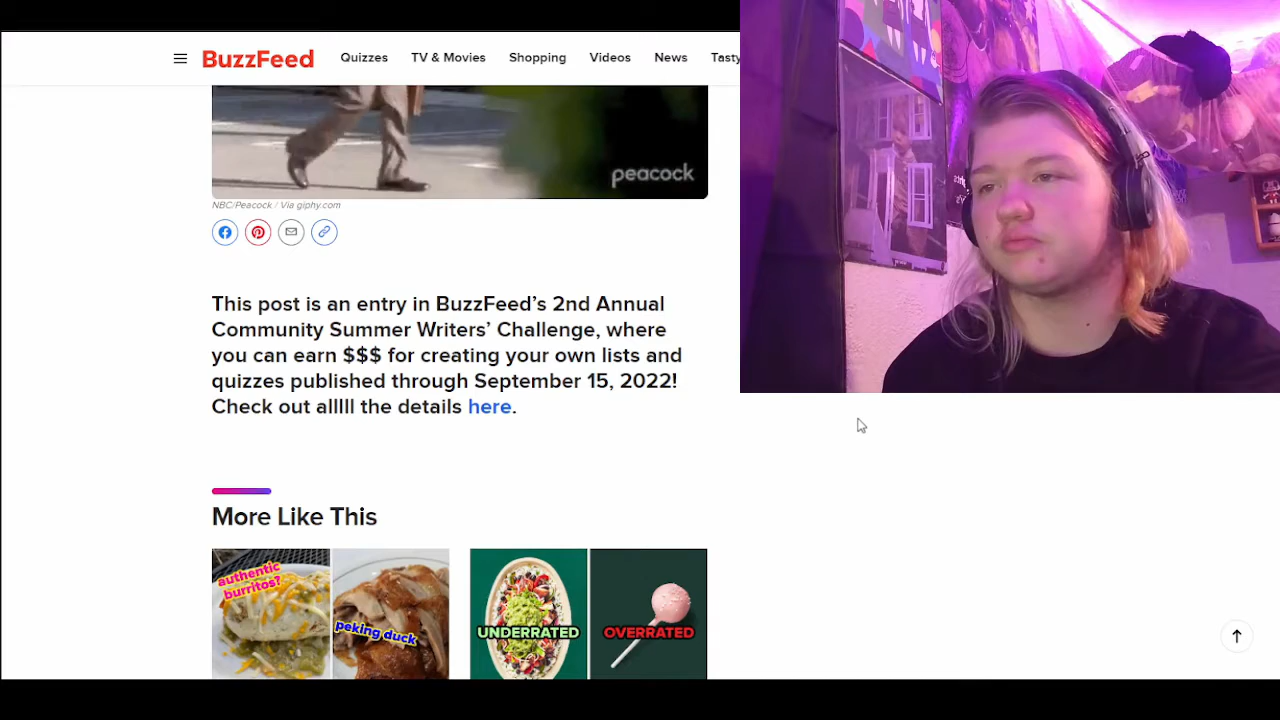 BuzzFeed Quizzes TV & Movies Shopping Videos News Tasty
peacock
NBC/Peacock / Via giphy.com
This post is an entry in BuzzFeed's 2nd Annual
Community Summer Writers' Challenge, where
you can earn $$$ for creating your own lists and
quizzes published through September 15, 2022!
Check out alllll the details here.
More Like This
authentic
burritos?
peking duck
UNDERRATED
OVERRATED